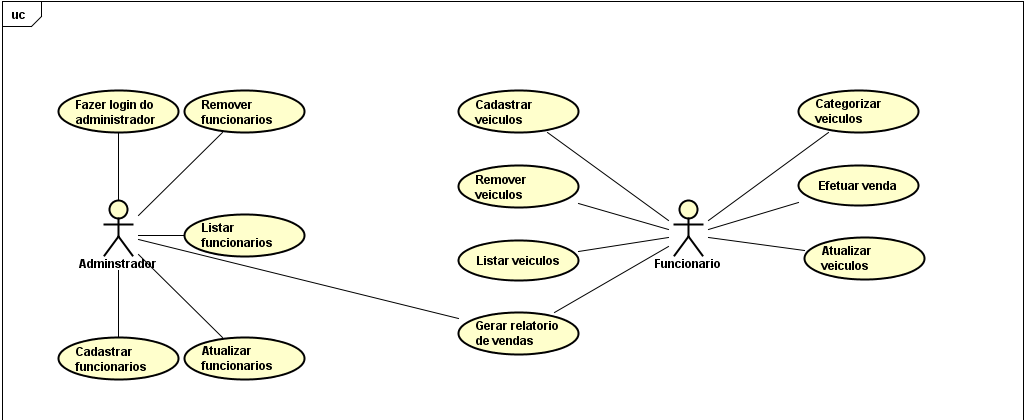 uc
Fazer login do
administrador
Remover
funcionarios
Cadastrar
veiculos
Categorizar
veiculos
Remover
veiculos
Efetuar venda
Listar
funcionarios
Adminstrador
Listar veiculos
Funcionario
Atualizar
veiculos
Gerar relatorio
de vendas
Cadastrar
funcionarios
Atualizar
funcionarios